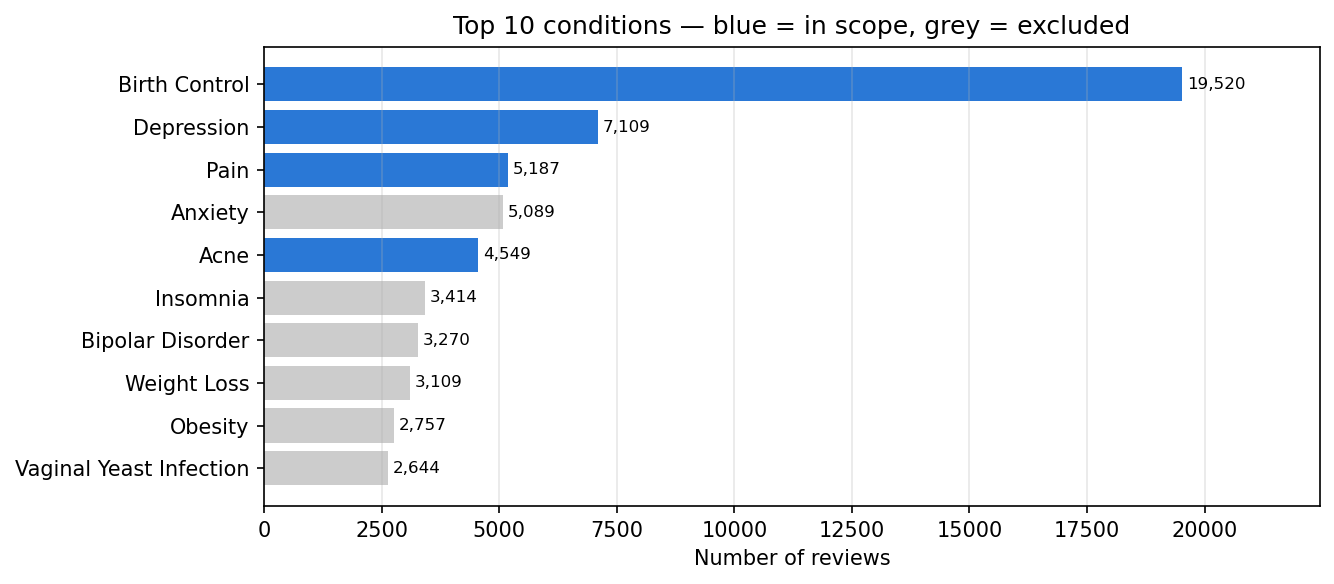 Top 10 conditions — blue = in scope, grey = excluded
Birth Control 19,520
Depression 7,109
Pain 5,187
Anxiety 5,089
Acne 4,549
Insomnia 3,414
Bipolar Disorder 3,270
Weight Loss 3,109
Obesity 2,757
Vaginal Yeast Infection 2,644
0 2500 5000 7500 10000 12500 15000 17500 20000
Number of reviews